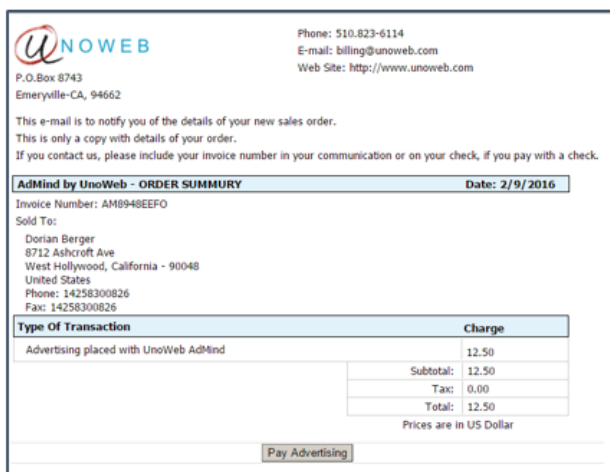 UNOWEB
Phone: 510.823-6114
E-mail: billing@unoweb.com
Web Site: http://www.unoweb.com
P.O.Box 8743
Emeryville-CA, 94662
This e-mail is to notify you of the details of your new sales order.
This is only a copy with details of your order.
If you contact us, please include your invoice number in your communication or on your check, if you pay with a check.
AdMind by UnoWeb - ORDER SUMMURY Date: 2/9/2016
Invoice Number: AM8948EEFO
Sold To:
Dorian Berger
8712 Ashcroft Ave
West Hollywood, California - 90048
United States
Phone: 14258300826
Fax: 14258300826
Type Of Transaction Charge
Advertising placed with UnoWeb AdMind 12.50
Subtotal: 12.50
Tax: 0.00
Total: 12.50
Prices are in US Dollar
Pay Advertising